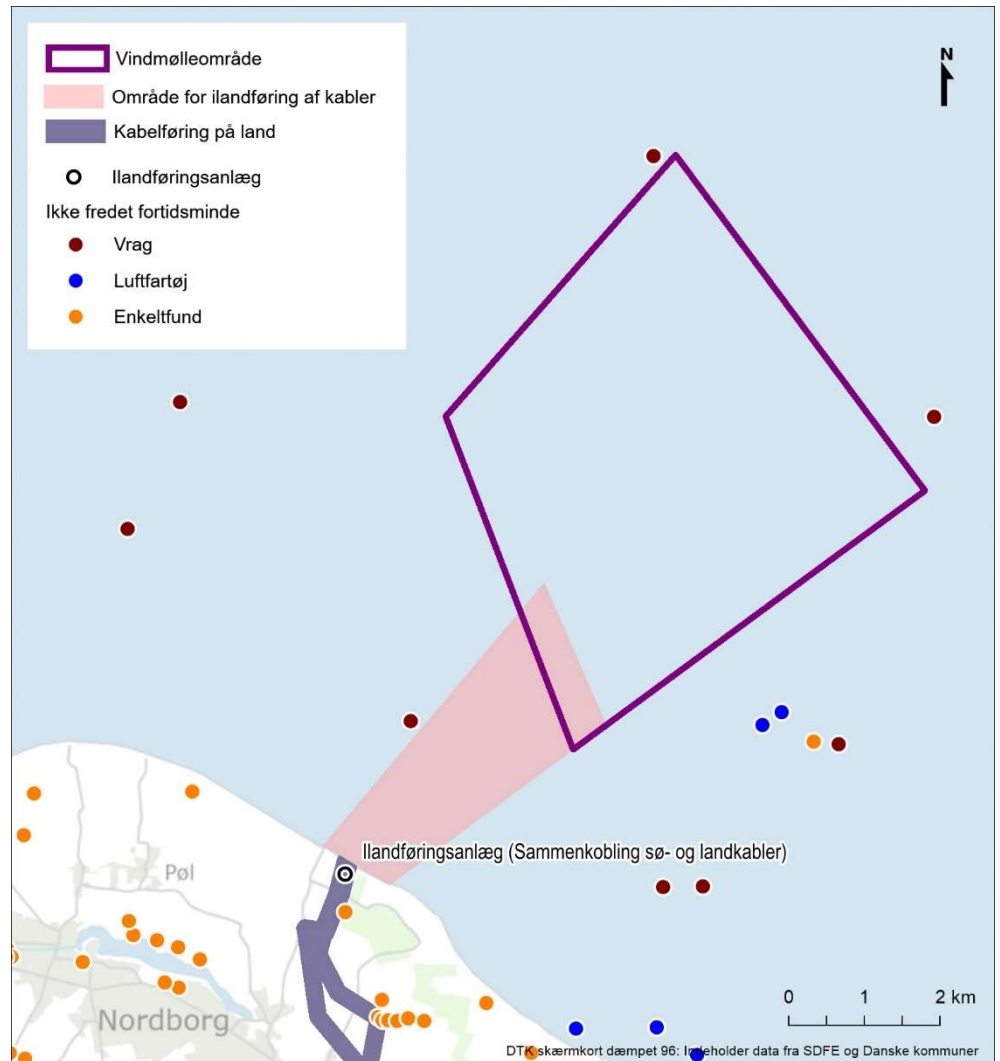 Vindmølleområde
Område for ilandføring af kabler
Kabelføring på land
Ilandføringsanlæg
Ikke fredet fortidsminde
Vrag
Luftfartøj
Enkeltfund
N
Ilandføringsanlæg (Sammenkobling sø- og landkabler)
Pøl
Nordborg
0 1 2 km
DTK skærmkort dæmpet 96: Indeholder data fra SDFE og Danske kommuner